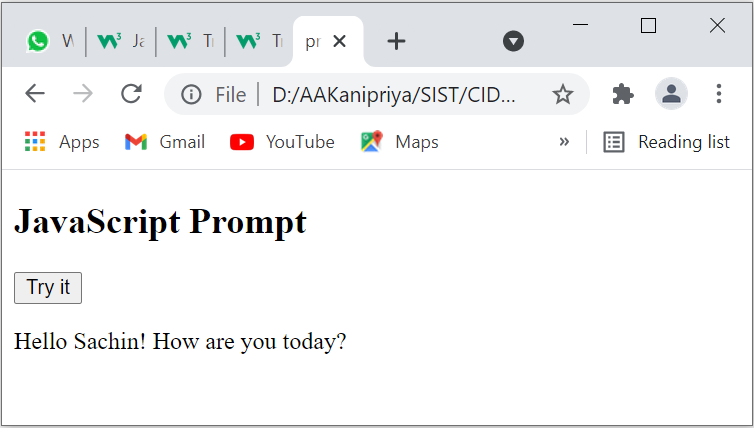 W Ja Tr Tr pr
File D:/AAKanipriya/SIST/CID...
Apps Gmail YouTube Maps » Reading list
JavaScript Prompt
Try it
Hello Sachin! How are you today?